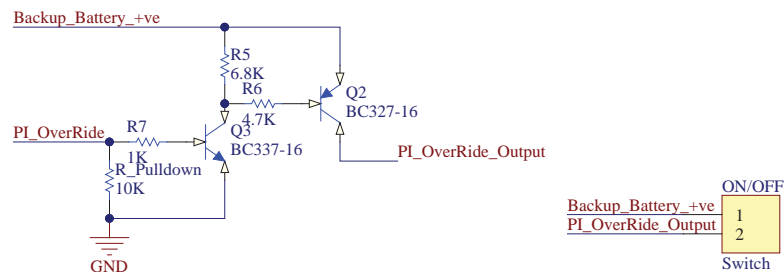 Backup_Battery_+ve
R5
6.8K
R6
4.7K
Q2
BC327-16
PI_OverRide
R7
1K
Q3
BC337-16
PI_OverRide_Output
R_Pulldown
10K
GND
ON/OFF
Backup_Battery_+ve
1
PI_OverRide_Output
2
Switch